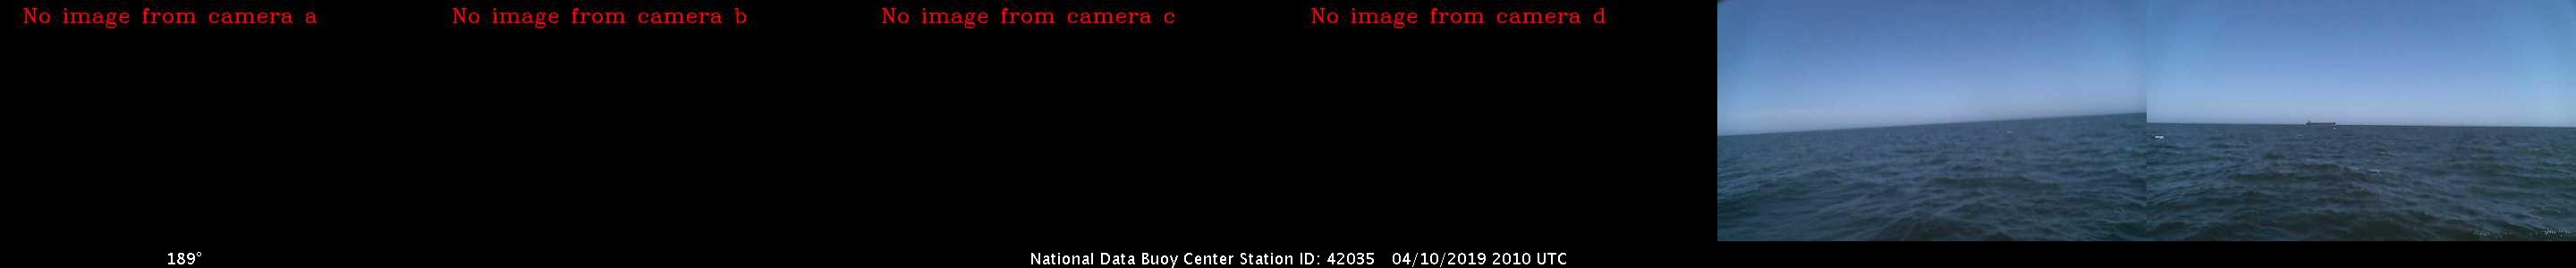 No image from camera a
No image from camera b
No image from camera c
No image from camera d
189°
National Data Buoy Center Station ID: 42035 04/10/2019 2010 UTC